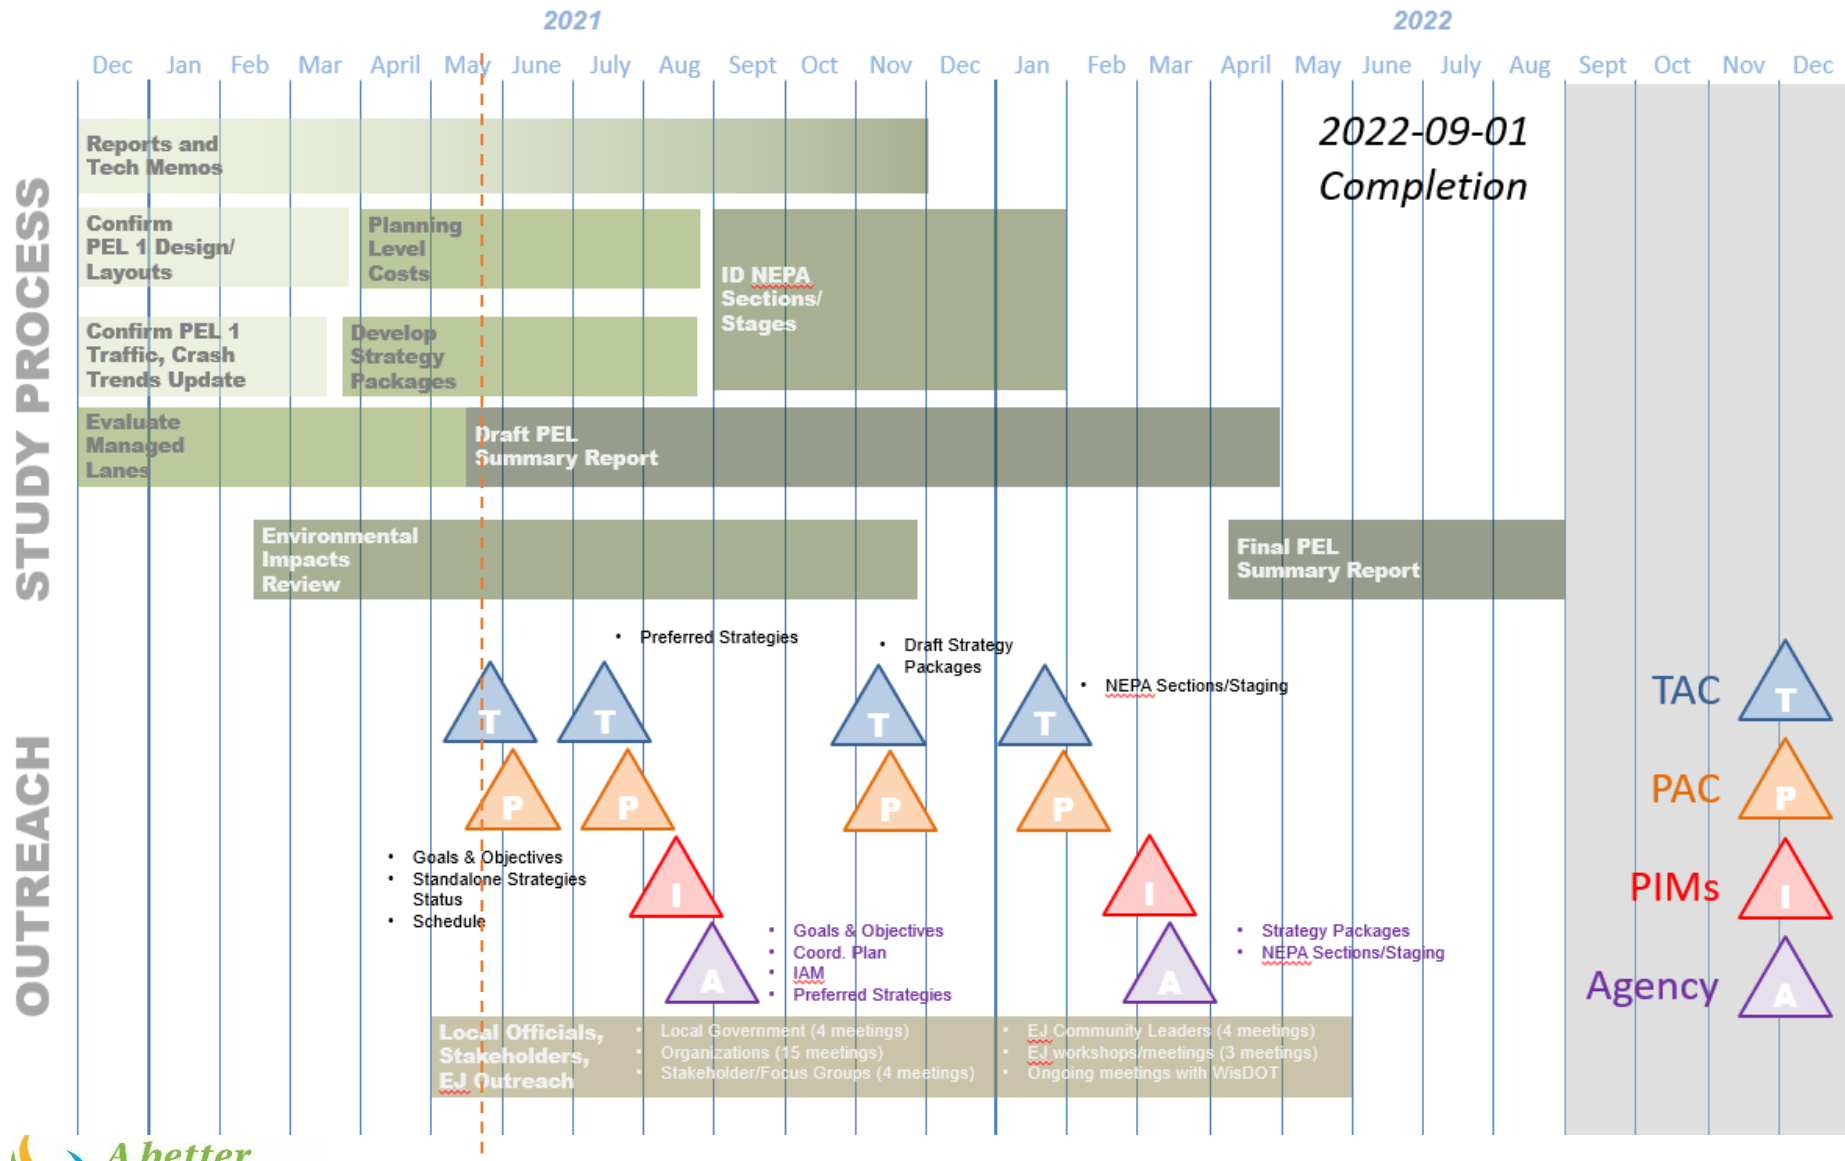 2021
2022
Dec Jan Feb Mar April May June July Aug Sept Oct Nov Dec Jan Feb Mar April May June July Aug Sept Oct Nov Dec
STUDY PROCESS
Reports and
Tech Memos
2022-09-01
Completion
Confirm
PEL 1 Design/
Layouts
Planning
Level
Costs
ID NEPA
Sections/
Stages
Confirm PEL 1
Traffic, Crash
Trends Update
Develop
Strategy
Packages
Evaluate
Managed
Lanes
Draft PEL
Summary Report
Environmental
Impacts
Review
Final PEL
Summary Report
OUTREACH
• Preferred Strategies
• Draft Strategy
Packages
• NEPA Sections/Staging
T T T T
P P P P
• Goals & Objectives
• Standalone Strategies
Status
• Schedule
I I
A A
• Goals & Objectives
• Coord. Plan
• IAM
• Preferred Strategies
• Strategy Packages
• NEPA Sections/Staging
TAC T
PAC P
PIMs I
Agency A
Local Officials,
Stakeholders,
EJ Outreach
• Local Government (4 meetings)
• Organizations (15 meetings)
• Stakeholder/Focus Groups (4 meetings)
• EJ Community Leaders (4 meetings)
• EJ workshops/meetings (3 meetings)
• Ongoing meetings with WisDOT
A better